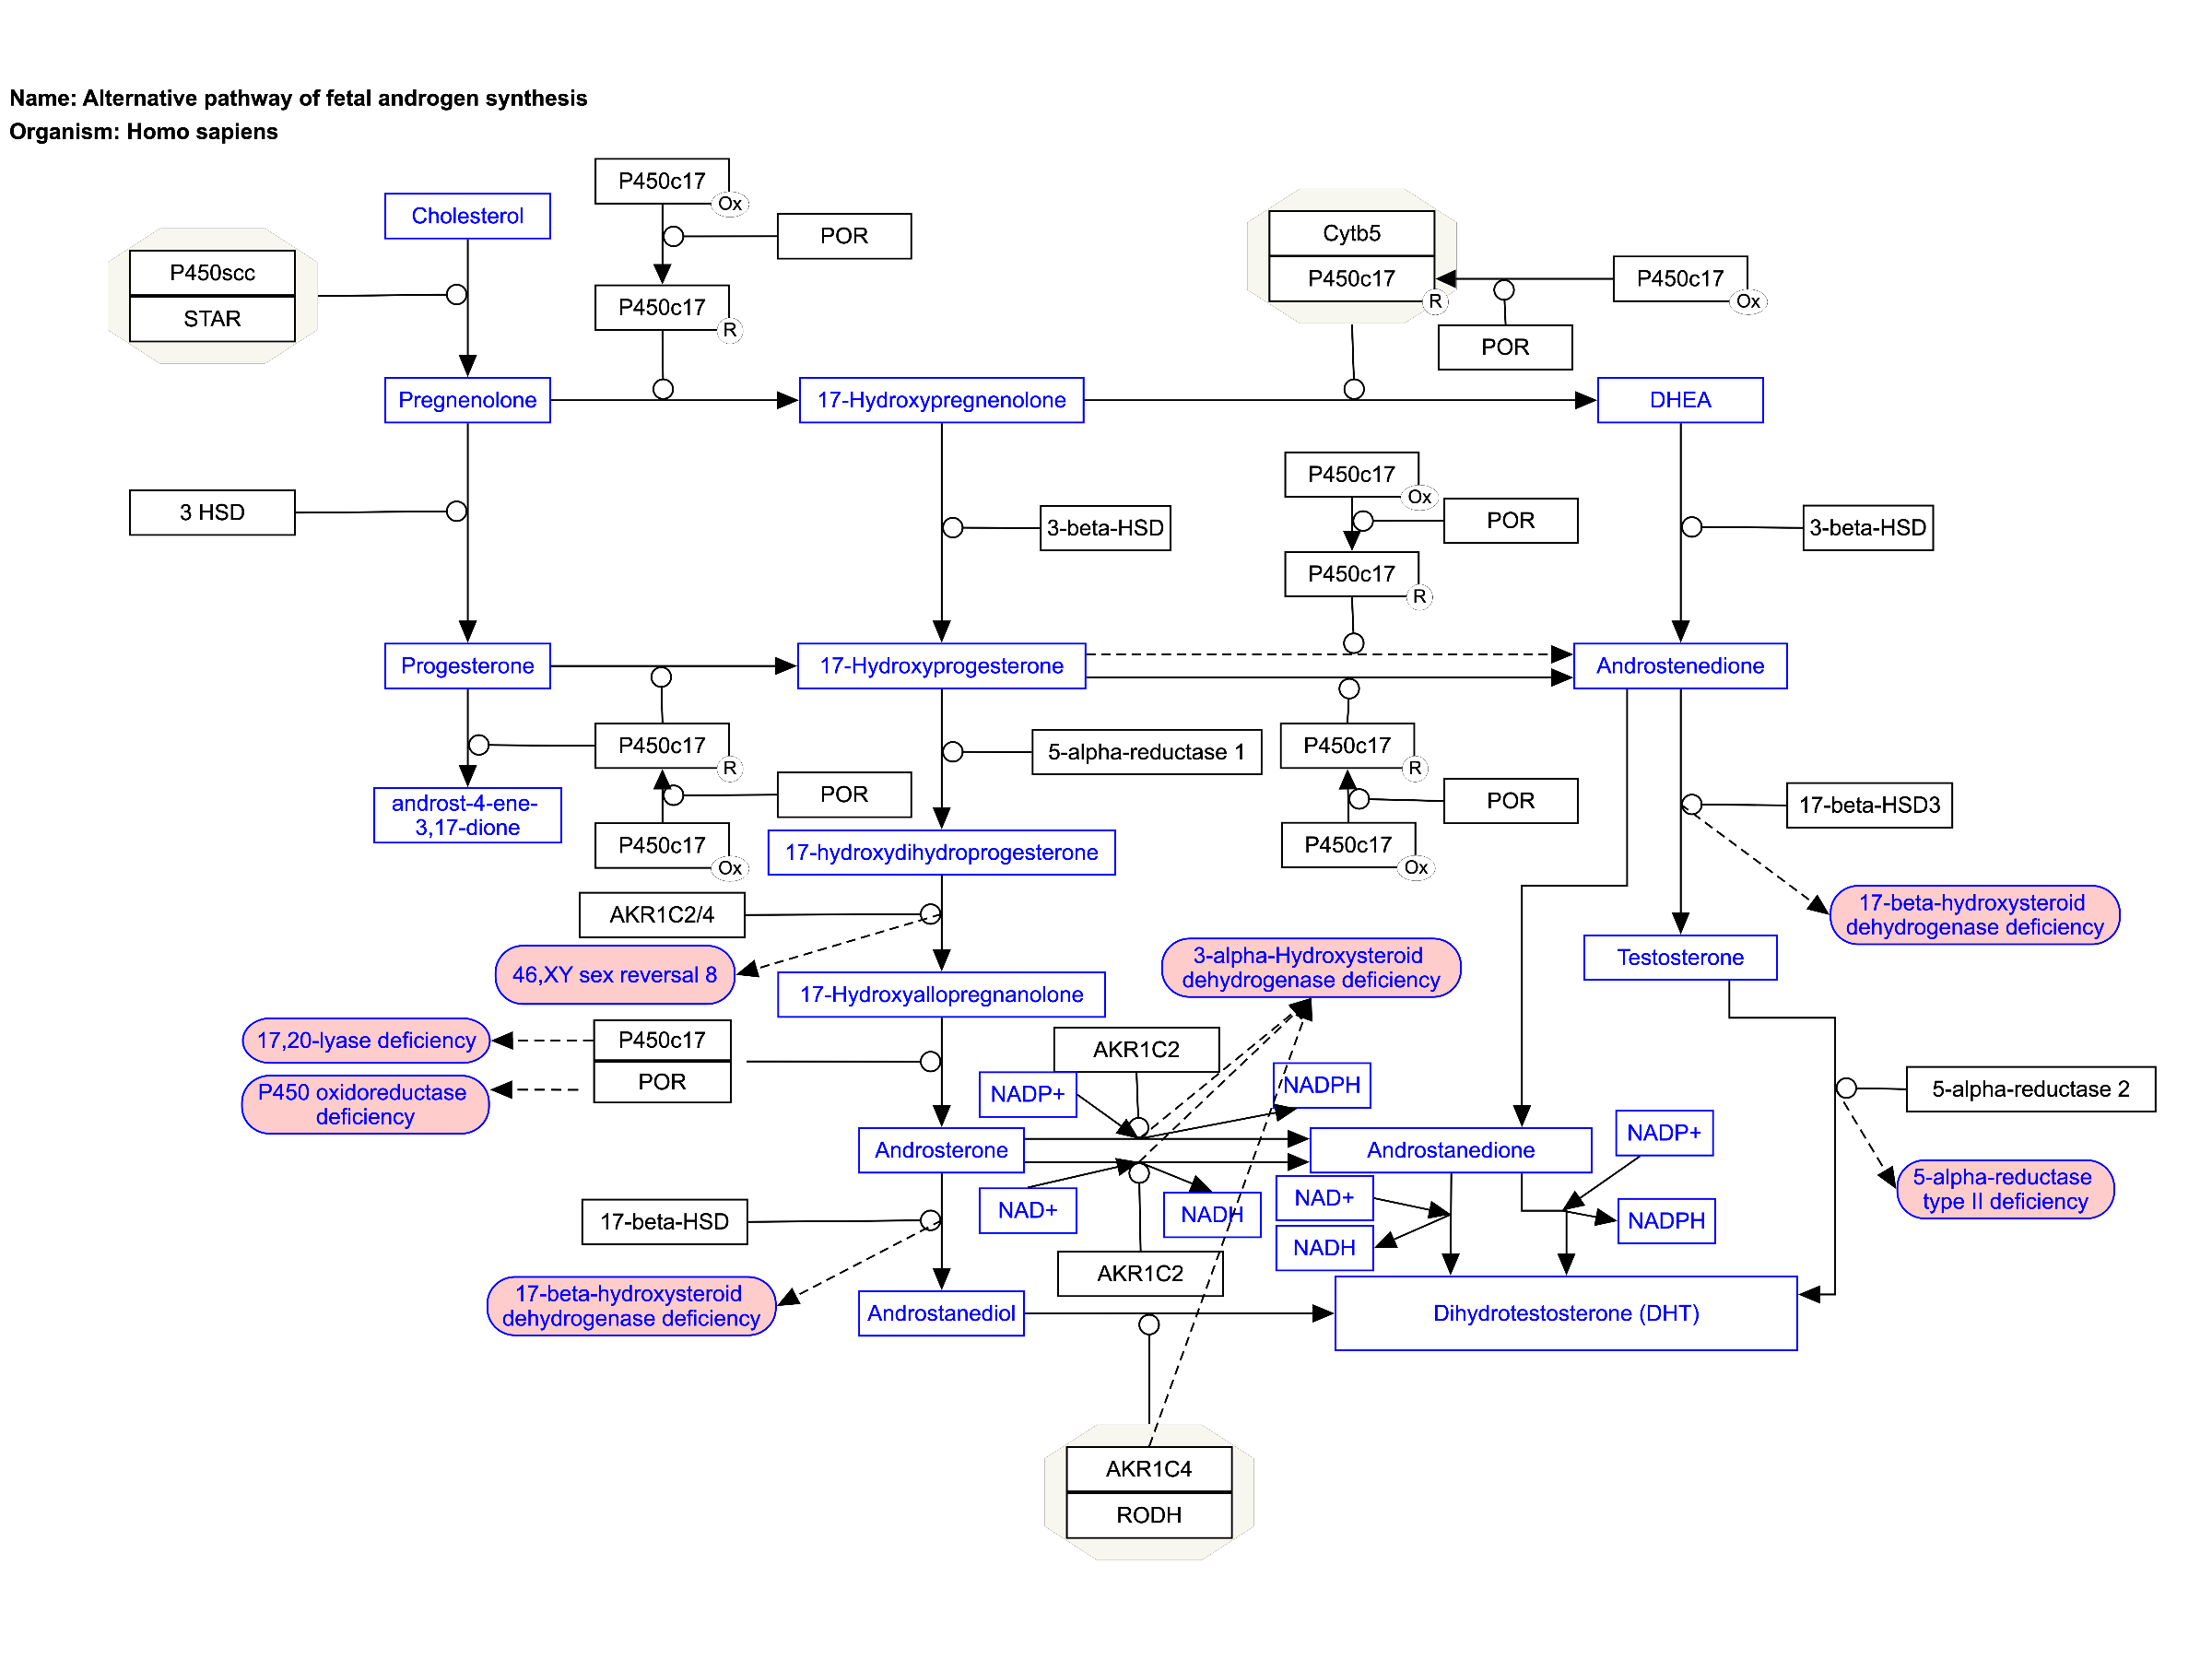 Name: Alternative pathway of fetal androgen synthesis
Organism: Homo sapiens
P450c17
Ox
Cholesterol
POR
P450scc
STAR
P450c17
R
Cytb5
P450c17
R
P450c17
Ox
POR
Pregnenolone
17-Hydroxypregnenolone
DHEA
3 HSD
3-beta-HSD
P450c17
Ox
POR
P450c17
R
3-beta-HSD
Progesterone
17-Hydroxyprogesterone
Androstenedione
P450c17
R
5-alpha-reductase 1
P450c17
R
androst-4-ene-
3,17-dione
POR
P450c17
Ox
POR
P450c17
Ox
17-beta-HSD3
17-hydroxydihydroprogesterone
AKR1C2/4
17-beta-hydroxysteroid
dehydrogenase deficiency
46,XY sex reversal 8
3-alpha-Hydroxysteroid
dehydrogenase deficiency
Testosterone
17-Hydroxyallopregnanolone
17,20-lyase deficiency
P450c17
POR
P450 oxidoreductase
deficiency
AKR1C2
NADP+
NADPH
5-alpha-reductase 2
Androsterone
Androstanedione
NADP+
NAD+
NADH
NAD+
NADH
NADPH
5-alpha-reductase
type II deficiency
17-beta-HSD
AKR1C2
17-beta-hydroxysteroid
dehydrogenase deficiency
Androstanediol
Dihydrotestosterone (DHT)
AKR1C4
RODH